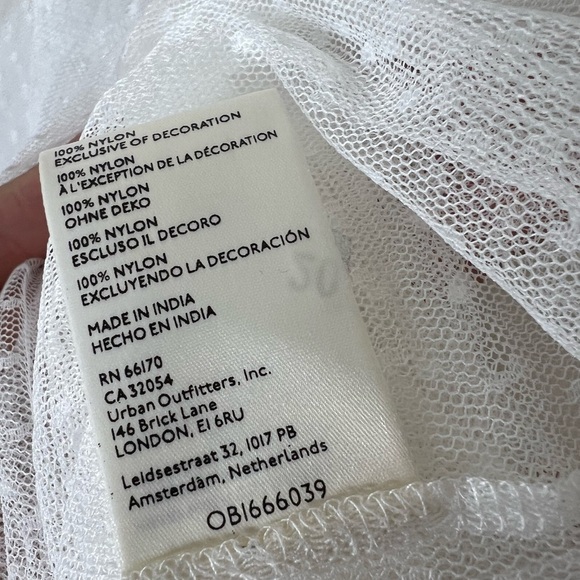 100% NYLON
EXCLUSIVE OF DECORATION
100% NYLON
À L'EXCEPTION DE LA DÉCORATION
100% NYLON
OHNE DEKO
100% NYLON
ESCLUSO IL DECORO
100% NYLON
EXCLUYENDO LA DECORACIÓN
MADE IN INDIA
HECHO EN INDIA
RN 66170
CA 32054
Urban Outfitters, Inc.
146 Brick Lane
LONDON, E1 6RU
Leidsestraat 32, 1017 PB
Amsterdam, Netherlands
OB1666039